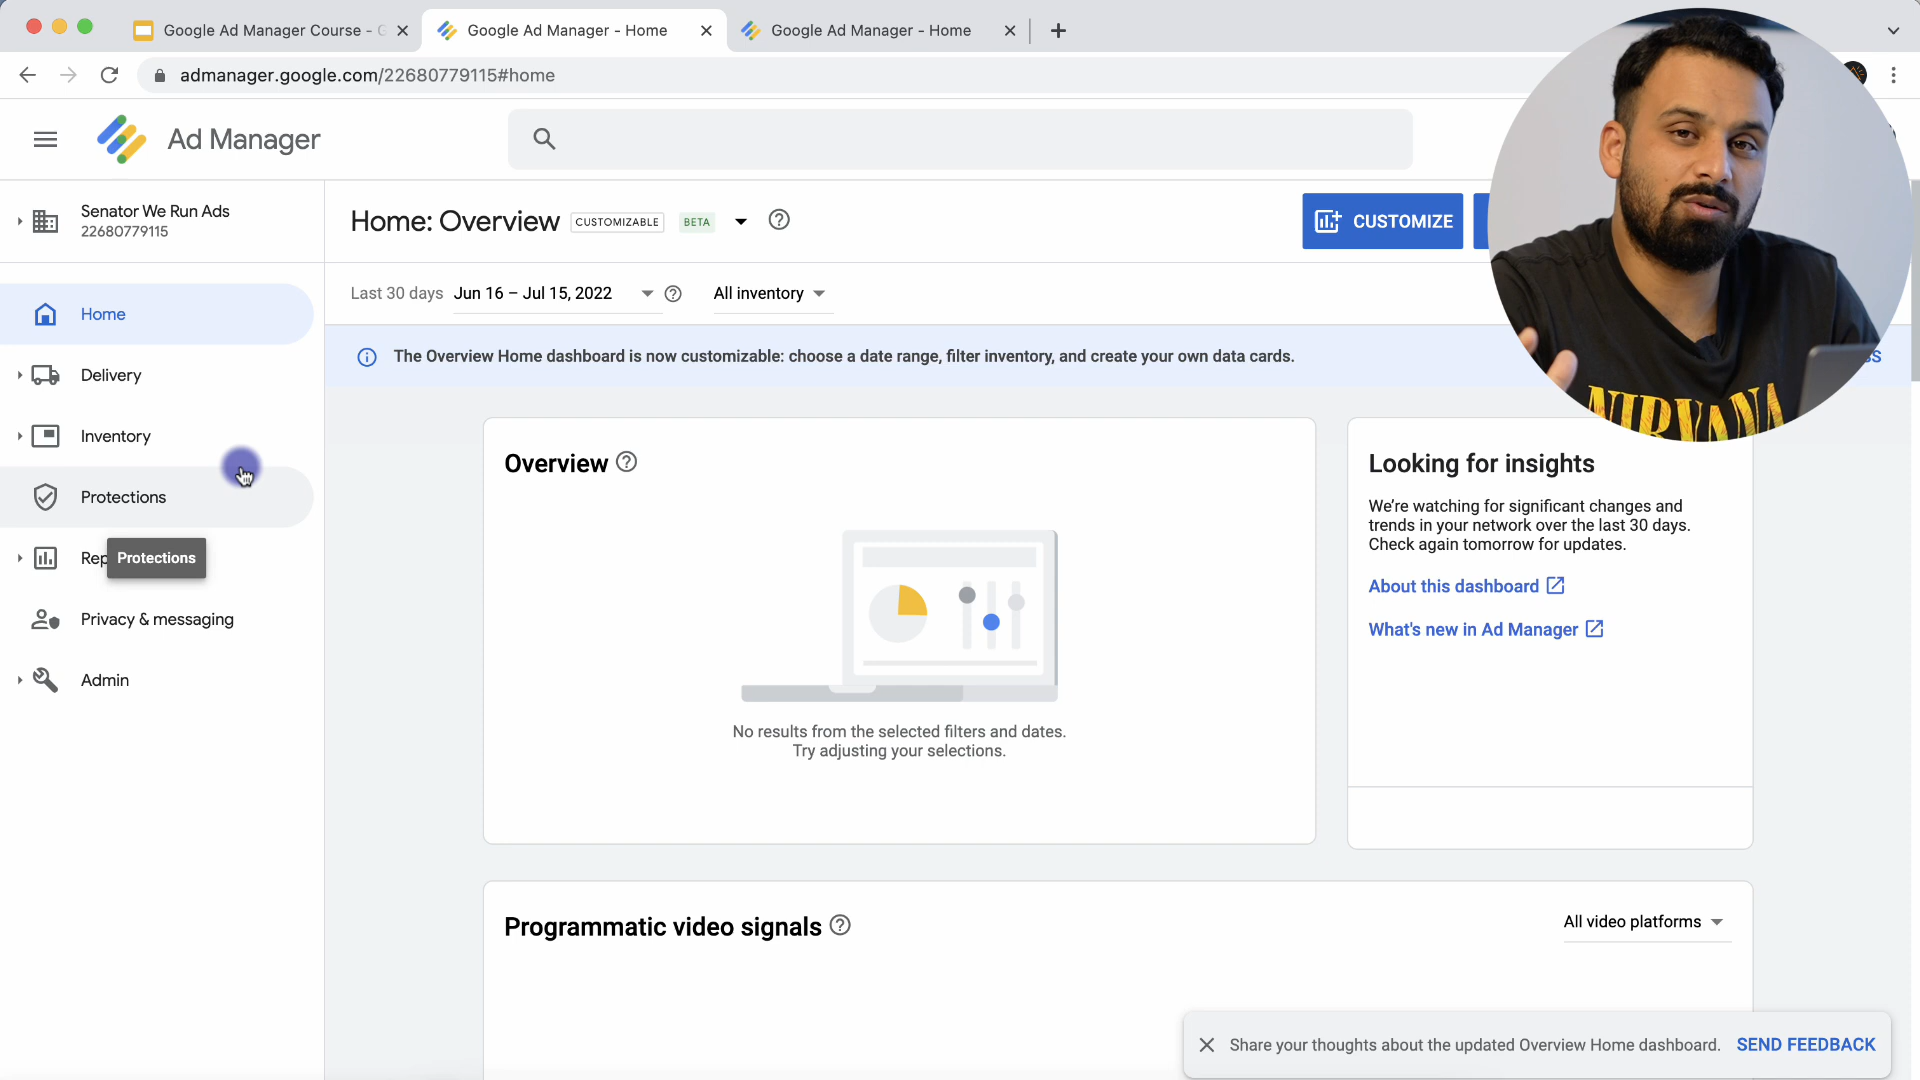 Google Ad Manager Course - G
Google Ad Manager - Home
Google Ad Manager - Home
admanager.google.com/22680779115#home
Ad Manager
Senator We Run Ads
22680779115
Home: Overview
CUSTOMIZABLE
BETA
CUSTOMIZE
Last 30 days
Jun 16 – Jul 15, 2022
All inventory
Home
Delivery
Inventory
Protections
Rep
Protections
Privacy & messaging
Admin
The Overview Home dashboard is now customizable: choose a date range, filter inventory, and create your own data cards.
NIRVANA
Overview
No results from the selected filters and dates.
Try adjusting your selections.
Looking for insights
We're watching for significant changes and
trends in your network over the last 30 days.
Check again tomorrow for updates.
About this dashboard
What's new in Ad Manager
Programmatic video signals
All video platforms
Share your thoughts about the updated Overview Home dashboard.
SEND FEEDBACK